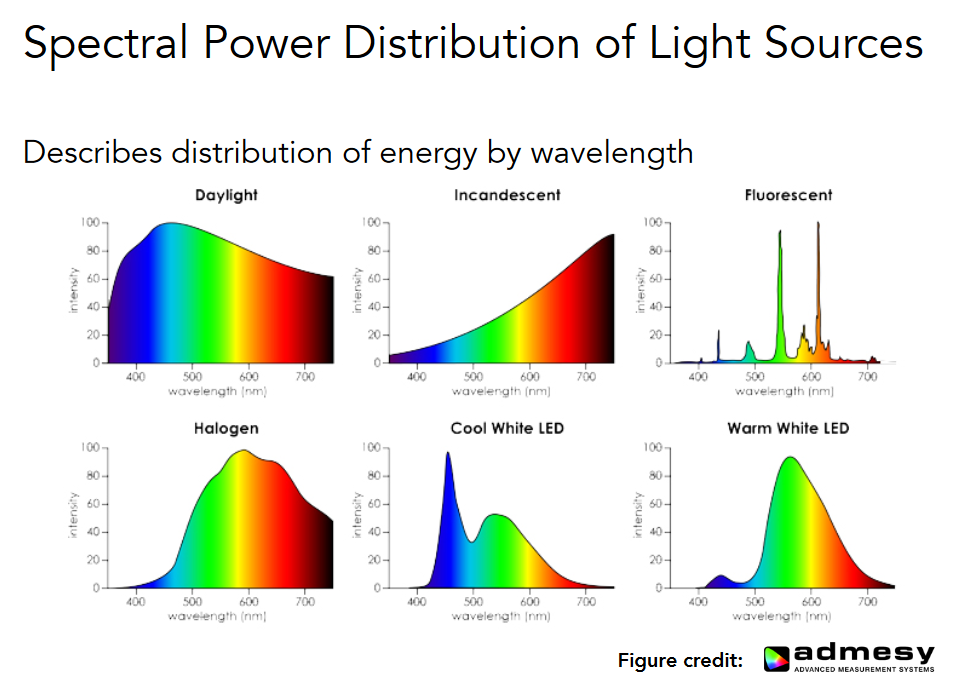 Spectral Power Distribution of Light Sources
Describes distribution of energy by wavelength
Daylight
100
80
60
40
20
0
intensity
400 500 600 700
wavelength (nm)
Incandescent
100
80
60
40
20
0
intensity
400 500 600 700
wavelength (nm)
Fluorescent
100
80
60
40
20
0
intensity
400 500 600 700
wavelength (nm)
Halogen
100
80
60
40
20
0
intensity
400 500 600 700
wavelength (nm)
Cool White LED
100
80
60
40
20
0
intensity
400 500 600 700
wavelength (nm)
Warm White LED
100
80
60
40
20
0
intensity
400 500 600 700
wavelength (nm)
Figure credit:
admesy
ADVANCED MEASUREMENT SYSTEMS